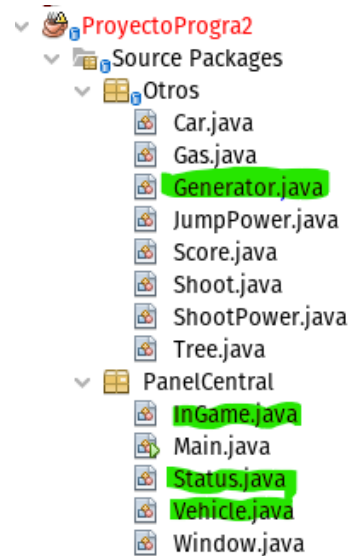 ProyectoProgra2
Source Packages
Otros
Car.java
Gas.java
Generator.java
JumpPower.java
Score.java
Shoot.java
ShootPower.java
Tree.java
PanelCentral
InGame.java
Main.java
Status.java
Vehicle.java
Window.java